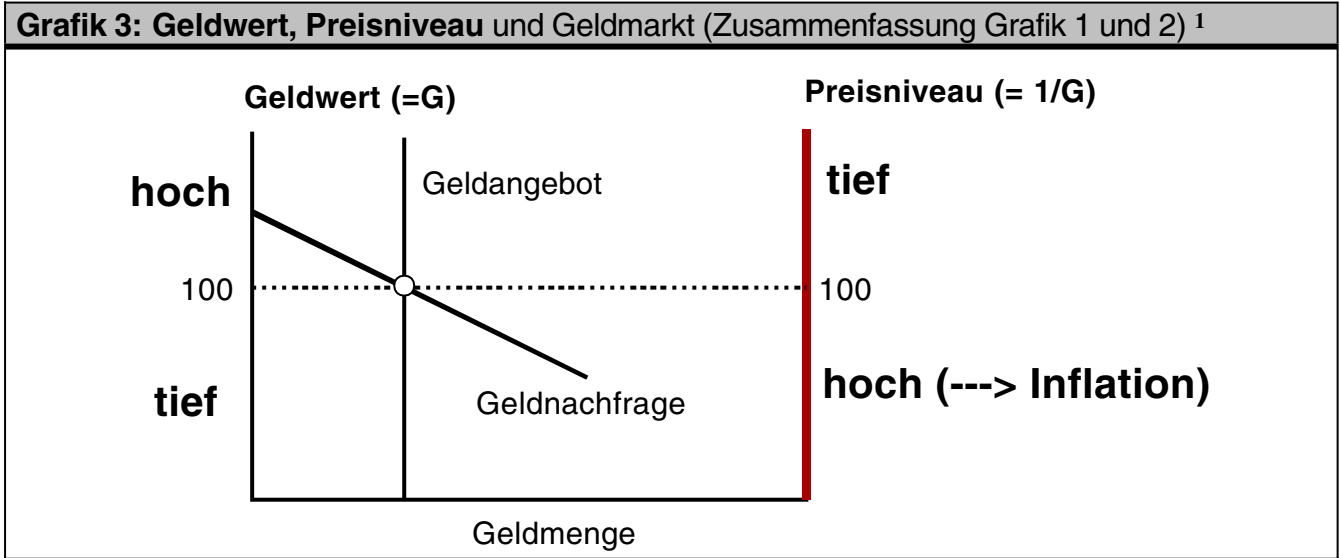 Grafik 3: Geldwert, Preisniveau und Geldmarkt (Zusammenfassung Grafik 1 und 2) 1
Geldwert (=G)
Preisniveau (= 1/G)
hoch
Geldangebot
tief
100
100
tief
Geldnachfrage
hoch (---> Inflation)
Geldmenge